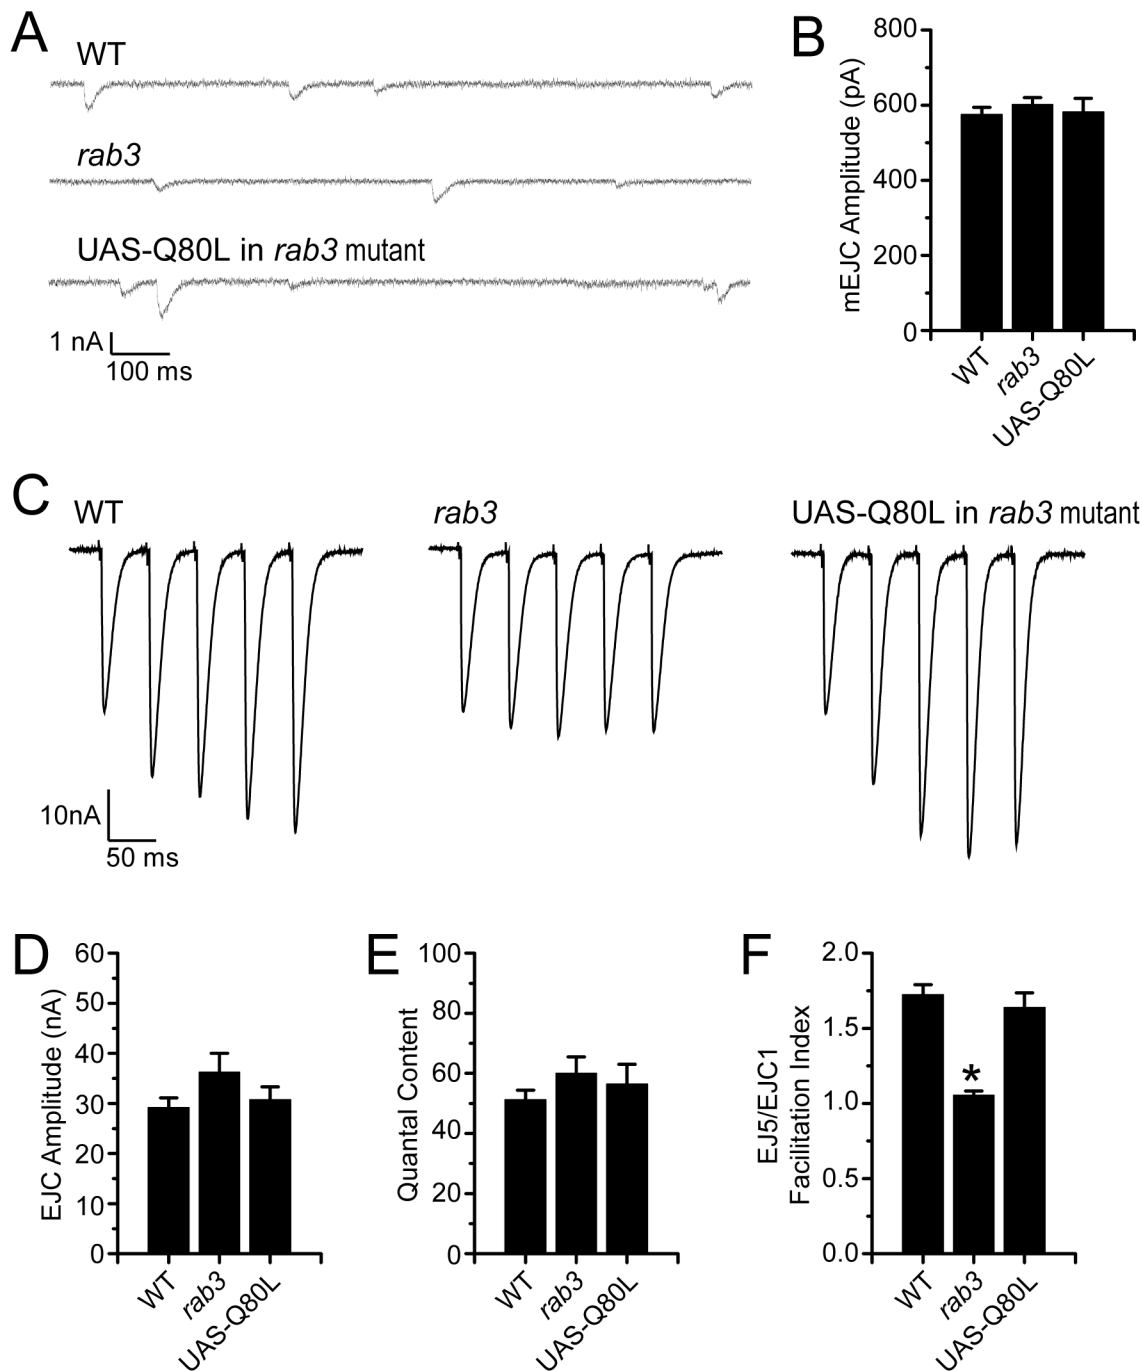 A
WT
rab3
UAS-Q80L in rab3 mutant
1 nA
100 ms
B
mEJC Amplitude (pA)
800
600
400
200
0
WT
rab3
UAS-Q80L
C
WT
rab3
UAS-Q80L in rab3 mutant
10nA
50 ms
D
EJC Amplitude (nA)
60
50
40
30
20
10
0
WT
rab3
UAS-Q80L
E
Quantal Content
100
80
60
40
20
0
WT
rab3
UAS-Q80L
F
EJ5/EJC1
Facilitation Index
2.0
1.5
1.0
0.5
0.0
*
WT
rab3
UAS-Q80L